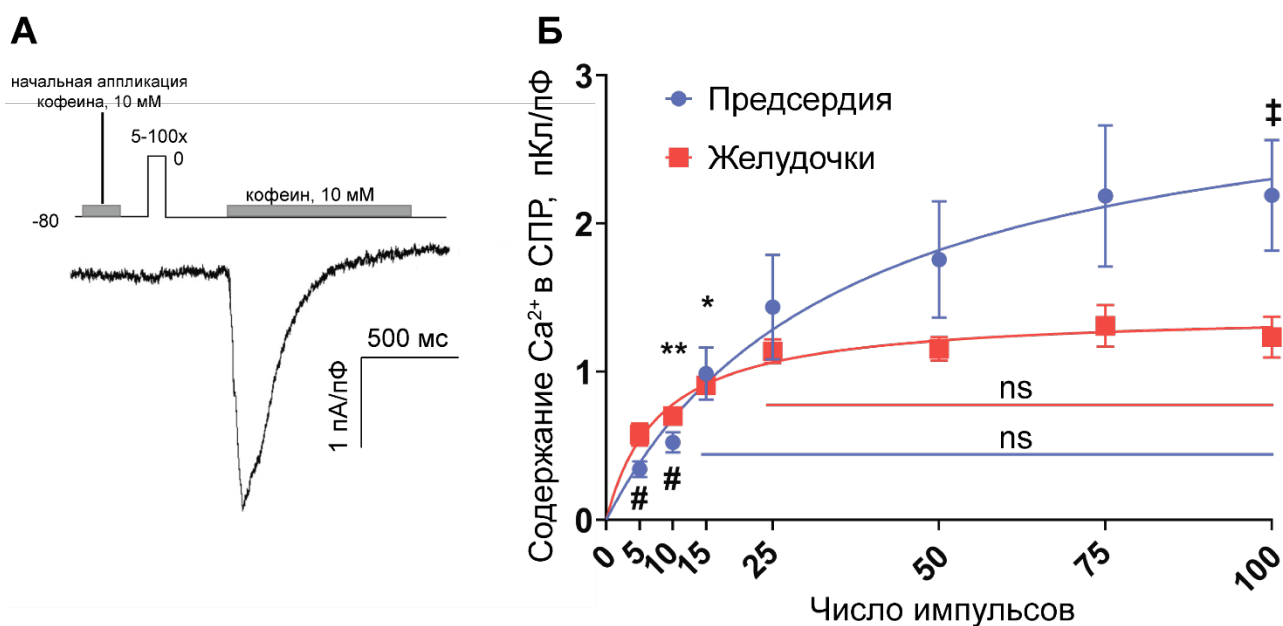 А
начальная аппликация
кофеина, 10 мМ
5-100х
0
кофеин, 10 мМ
-80
500 мс
1 пА/пФ
Б
Содержание Ca²⁺ в СПР, пКл/пФ
3
2
1
0
Предсердия
Желудочки
‡
*
**
#
#
ns
ns
0
5
10
15
25
50
75
100
Число импульсов